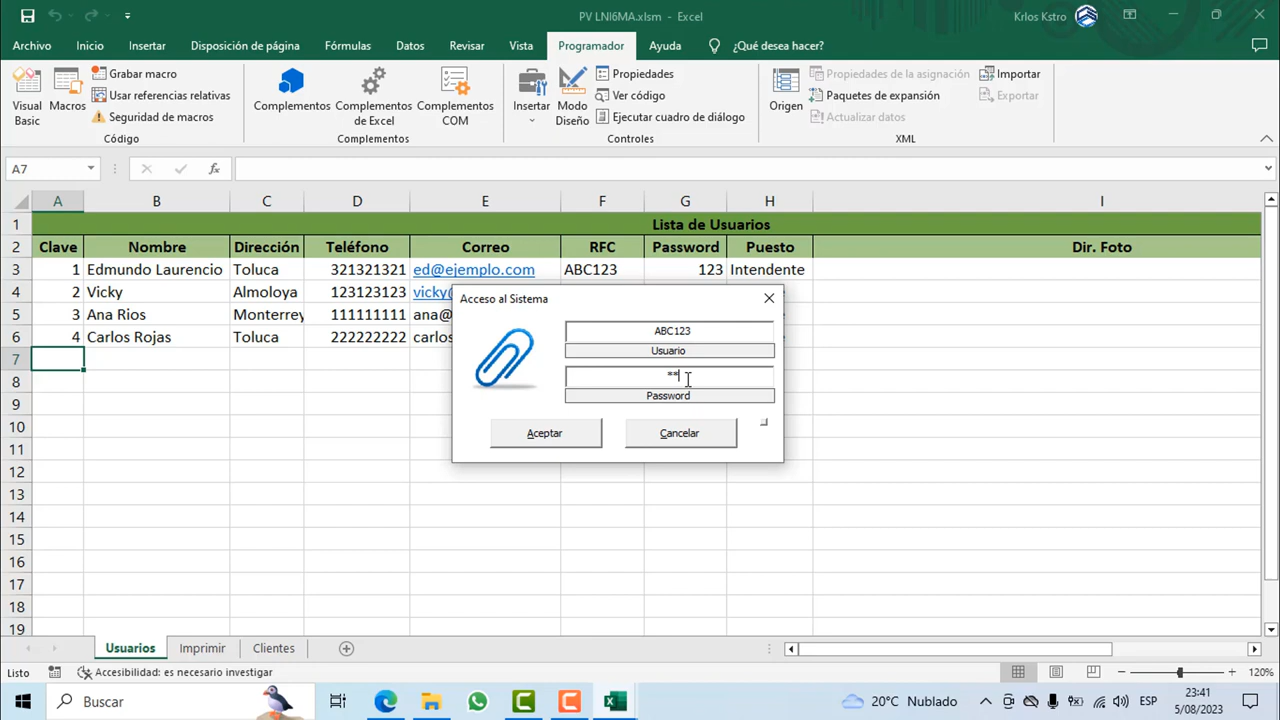 PV LNI6MA.xlsm - Excel
Krlos Kstro
Archivo Inicio Insertar Disposición de página Fórmulas Datos Revisar Vista Programador Ayuda ¿Qué desea hacer?
Visual Basic
Macros
Grabar macro
Usar referencias relativas
Seguridad de macros
Código
Complementos
Complementos de Excel
Complementos COM
Complementos
Insertar
Modo Diseño
Propiedades
Ver código
Ejecutar cuadro de diálogo
Controles
Origen
Propiedades de la asignación
Paquetes de expansión
Actualizar datos
Importar
Exportar
XML
A7
fx
A B C D E F G H I
1 Lista de Usuarios
2 Clave Nombre Dirección Teléfono Correo RFC Password Puesto Dir. Foto
3 1 Edmundo Laurencio Toluca 321321321 ed@ejemplo.com ABC123 123 Intendente
4 2 Vicky Almoloya 123123123 vicky@
5 3 Ana Rios Monterrey 111111111 ana@
6 4 Carlos Rojas Toluca 222222222 carlos
7
8
9
10
11
12
13
14
15
16
17
18
19
Acceso al Sistema
ABC123
Usuario
**
Password
Aceptar Cancelar
Usuarios Imprimir Clientes
Listo Accesibilidad: es necesario investigar 120%
Buscar 20°C Nublado ESP 23:41
5/08/2023